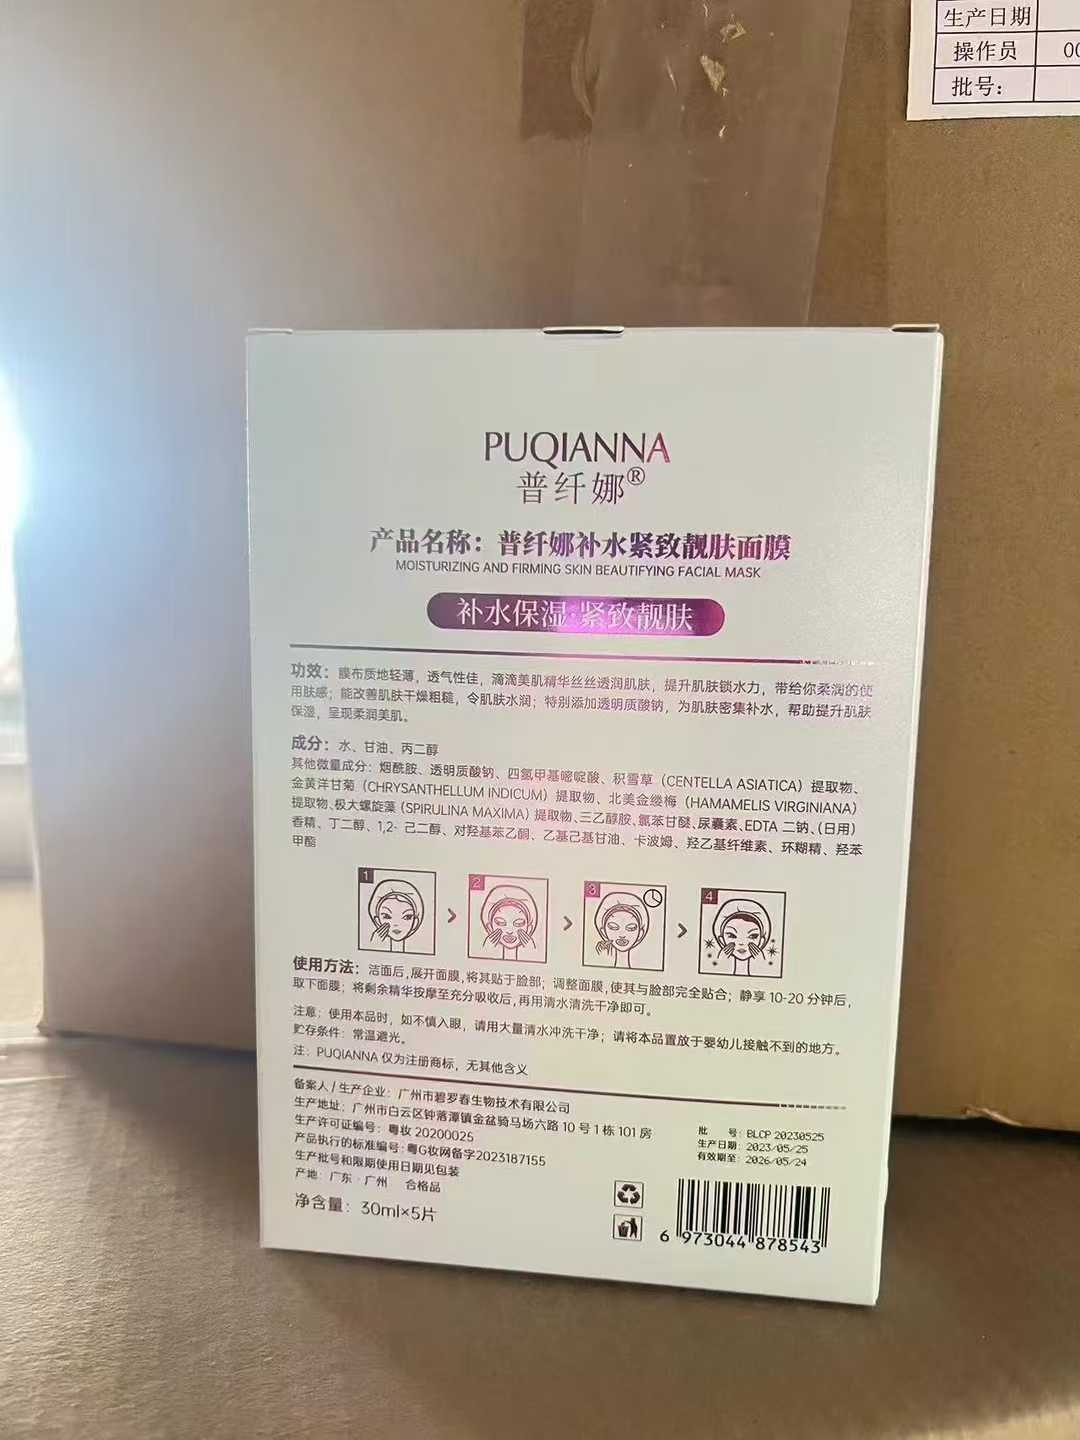 生产日期
操作员 00
批号：
PUQIANNA
普纤娜®
产品名称：普纤娜补水紧致靓肤面膜
MOISTURIZING AND FIRMING SKIN BEAUTIFYING FACIAL MASK
补水保湿·紧致靓肤
功效：膜布质地轻薄，透气性佳，滴滴美肌精华丝丝透润肌肤，提升肌肤锁水力，带给你柔润的使
用肤感；能改善肌肤干燥粗糙，令肌肤水润；特别添加透明质酸钠，为肌肤密集补水，帮助提升肌肤
保湿，呈现柔润美肌。
成分：水、甘油、丙二醇
其他微量成分：烟酰胺、透明质酸钠、四氢甲基嘧啶酸、积雪草（CENTELLA ASIATICA）提取物、
金黄洋甘菊（CHRYSANTHELLUM INDICUM）提取物、北美金缕梅（HAMAMELIS VIRGINIANA）
提取物、极大螺旋藻（SPIRULINA MAXIMA）提取物、三乙醇胺、氯苯甘醚、尿囊素、EDTA 二钠、（日用）
香精、丁二醇、1,2- 己二醇、对羟基苯乙酮、乙基己基甘油、卡波姆、羟乙基纤维素、环糊精、羟苯
甲酯
1 2 3 4
使用方法：洁面后，展开面膜，将其贴于脸部；调整面膜，使其与脸部完全贴合；静享 10-20 分钟后，
取下面膜；将剩余精华按摩至充分吸收后，再用清水清洗干净即可。
注意：使用本品时，如不慎入眼，请用大量清水冲洗干净；请将本品置放于婴幼儿接触不到的地方。
贮存条件：常温避光。
注：PUQIANNA 仅为注册商标，无其他含义
备案人 / 生产企业：广州市碧罗春生物技术有限公司
生产地址：广州市白云区钟落潭镇金盆骑马场六路 10 号 1 栋 101 房
生产许可证编号：粤妆 20200025
产品执行的标准编号：粤G妆网备字2023187155
生产批号和限期使用日期见包装
产地：广东·广州 合格品
净含量：30ml×5片
批 号：BLCP 20230525
生产日期：2023/05/25
有效期至：2026/05/24
6 973044 878543